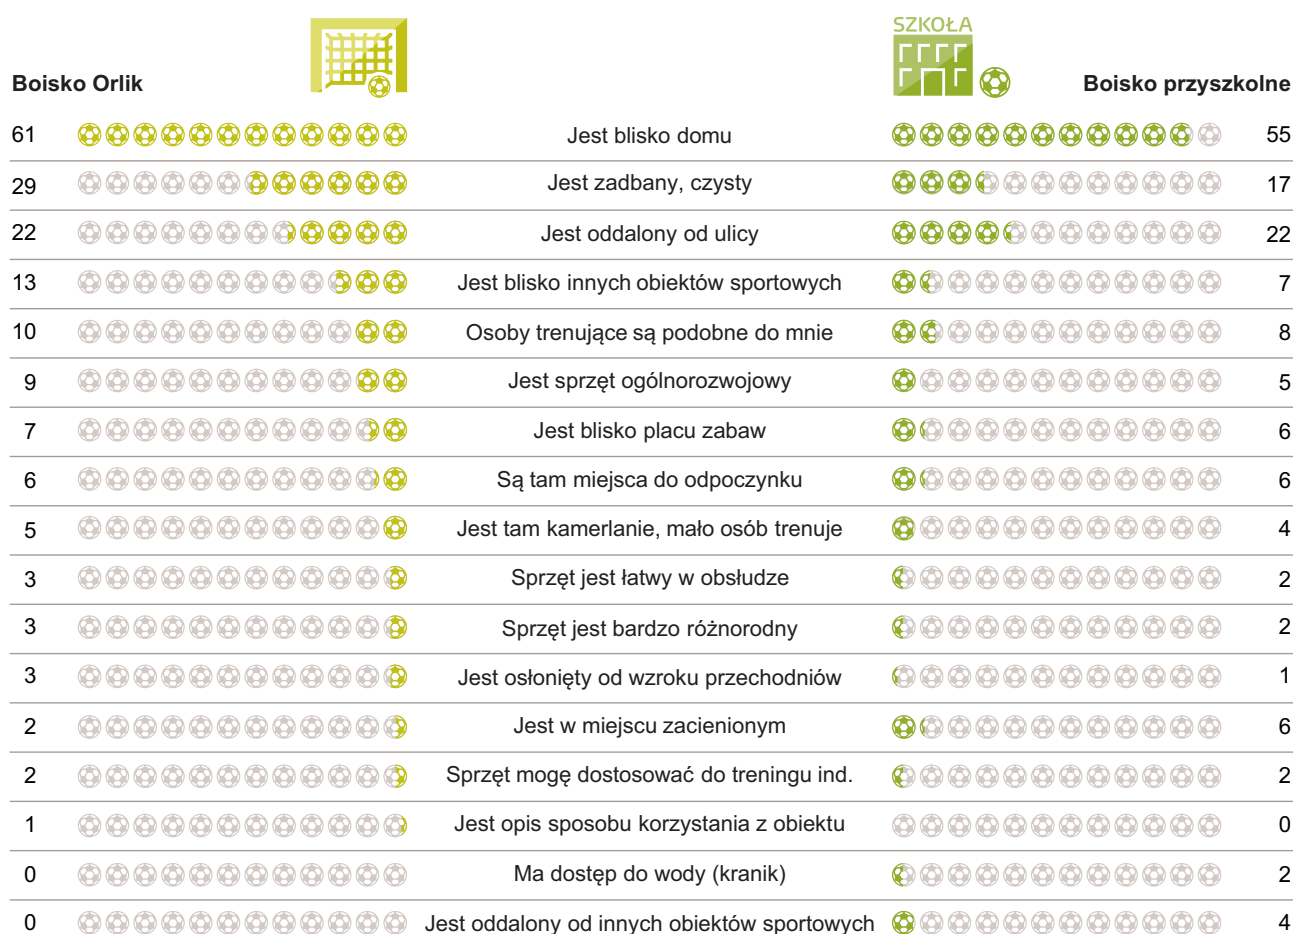 SZKOŁA
Boisko Orlik Boisko przyszkolne
61 Jest blisko domu 55
29 Jest zadbany, czysty 17
22 Jest oddalony od ulicy 22
13 Jest blisko innych obiektów sportowych 7
10 Osoby trenujące są podobne do mnie 8
9 Jest sprzęt ogólnorozwojowy 5
7 Jest blisko placu zabaw 6
6 Są tam miejsca do odpoczynku 6
5 Jest tam kamerlanie, mało osób trenuje 4
3 Sprzęt jest łatwy w obsłudze 2
3 Sprzęt jest bardzo różnorodny 2
3 Jest osłonięty od wzroku przechodniów 1
2 Jest w miejscu zacienionym 6
2 Sprzęt mogę dostosować do treningu ind. 2
1 Jest opis sposobu korzystania z obiektu 0
0 Ma dostęp do wody (kranik) 2
0 Jest oddalony od innych obiektów sportowych 4